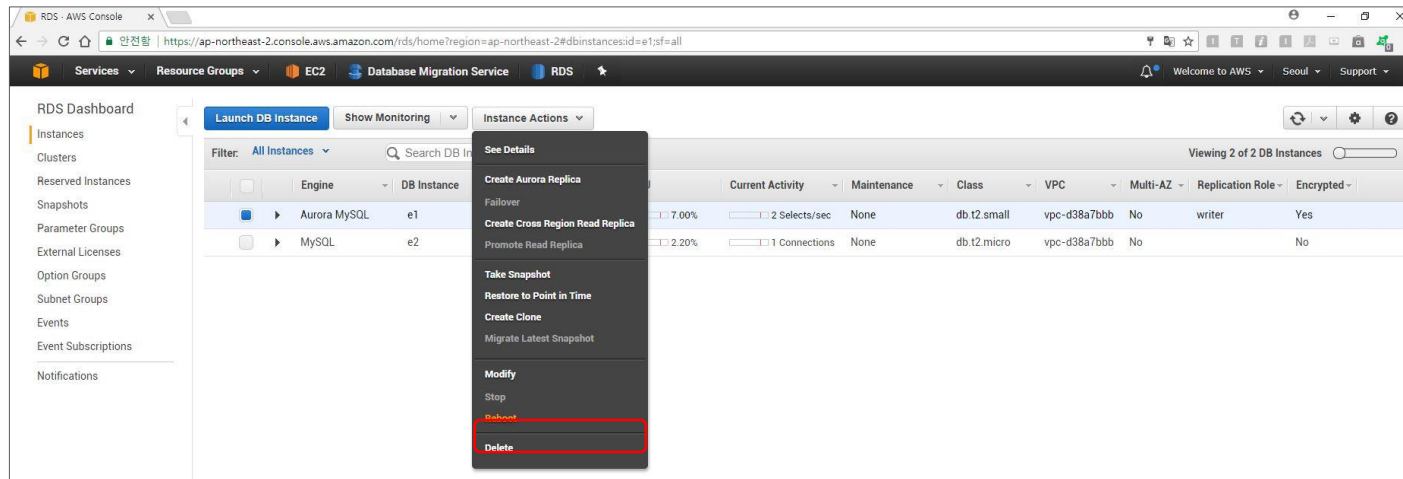 RDS - AWS Console
안전함 https://ap-northeast-2.console.aws.amazon.com/rds/home?region=ap-northeast-2#dbinstances:id=e1;sf=all
Services Resource Groups EC2 Database Migration Service RDS Welcome to AWS Seoul Support
RDS Dashboard
Instances
Clusters
Reserved Instances
Snapshots
Parameter Groups
External Licenses
Option Groups
Subnet Groups
Events
Event Subscriptions
Notifications
Launch DB Instance Show Monitoring Instance Actions
Filter: All Instances Search DB In Viewing 2 of 2 DB Instances
Engine DB Instance Current Activity Maintenance Class VPC Multi-AZ Replication Role Encrypted
Aurora MySQL e1 7.00% 2 Selects/sec None db.t2.small vpc-d38a7bbb No writer Yes
MySQL e2 2.20% 1 Connections None db.t2.micro vpc-d38a7bbb No No
See Details
Create Aurora Replica
Failover
Create Cross Region Read Replica
Promote Read Replica
Take Snapshot
Restore to Point in Time
Create Clone
Migrate Latest Snapshot
Modify
Stop
Reboot
Delete